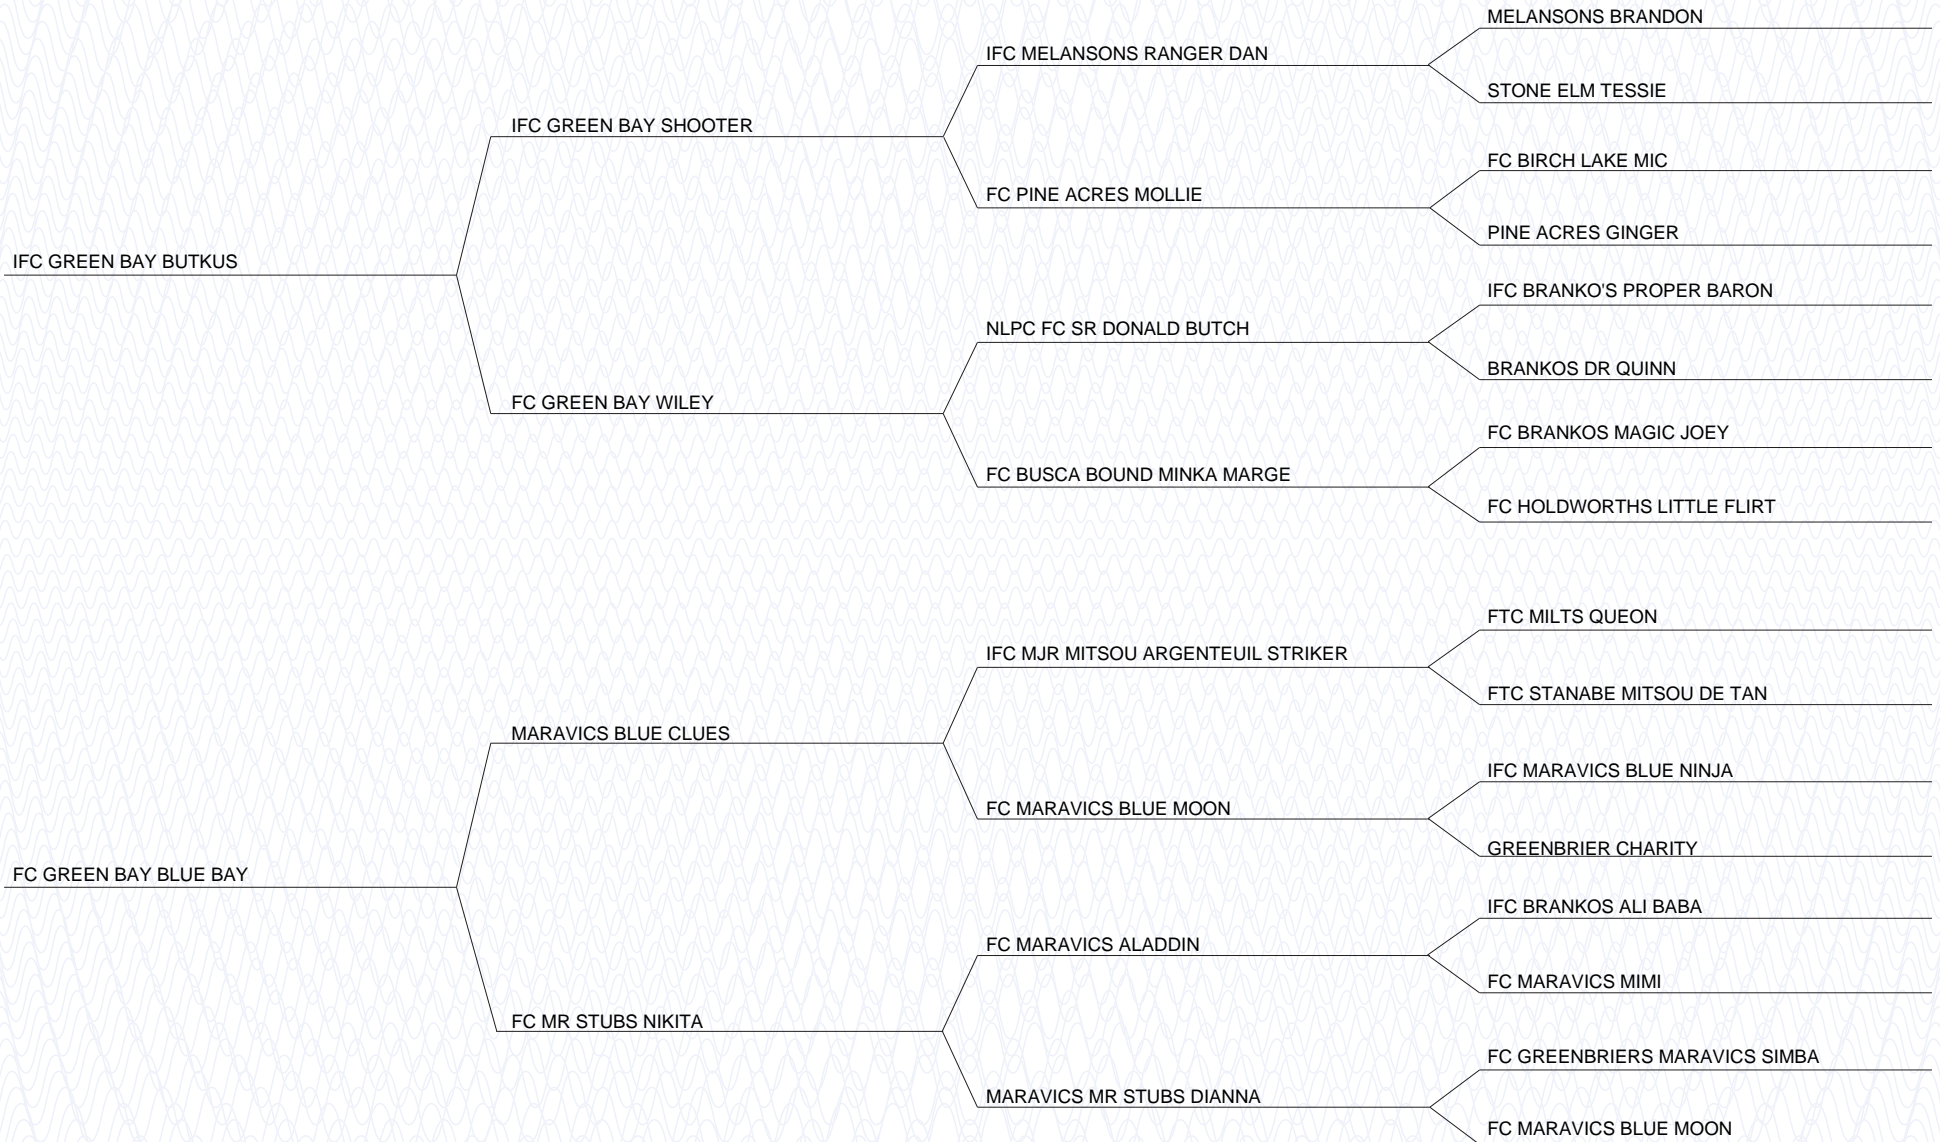 MELANSONS BRANDON
IFC MELANSONS RANGER DAN
STONE ELM TESSIE
IFC GREEN BAY SHOOTER
FC BIRCH LAKE MIC
FC PINE ACRES MOLLIE
PINE ACRES GINGER
IFC GREEN BAY BUTKUS
IFC BRANKO'S PROPER BARON
NLPC FC SR DONALD BUTCH
BRANKOS DR QUINN
FC GREEN BAY WILEY
FC BRANKOS MAGIC JOEY
FC BUSCA BOUND MINKA MARGE
FC HOLDWORTHS LITTLE FLIRT
FTC MILTS QUEON
IFC MJR MITSOU ARGENTEUIL STRIKER
FTC STANABE MITSOU DE TAN
MARAVICS BLUE CLUES
IFC MARAVICS BLUE NINJA
FC MARAVICS BLUE MOON
GREENBRIER CHARITY
FC GREEN BAY BLUE BAY
IFC BRANKOS ALI BABA
FC MARAVICS ALADDIN
FC MARAVICS MIMI
FC MR STUBS NIKITA
FC GREENBRIERS MARAVICS SIMBA
MARAVICS MR STUBS DIANNA
FC MARAVICS BLUE MOON